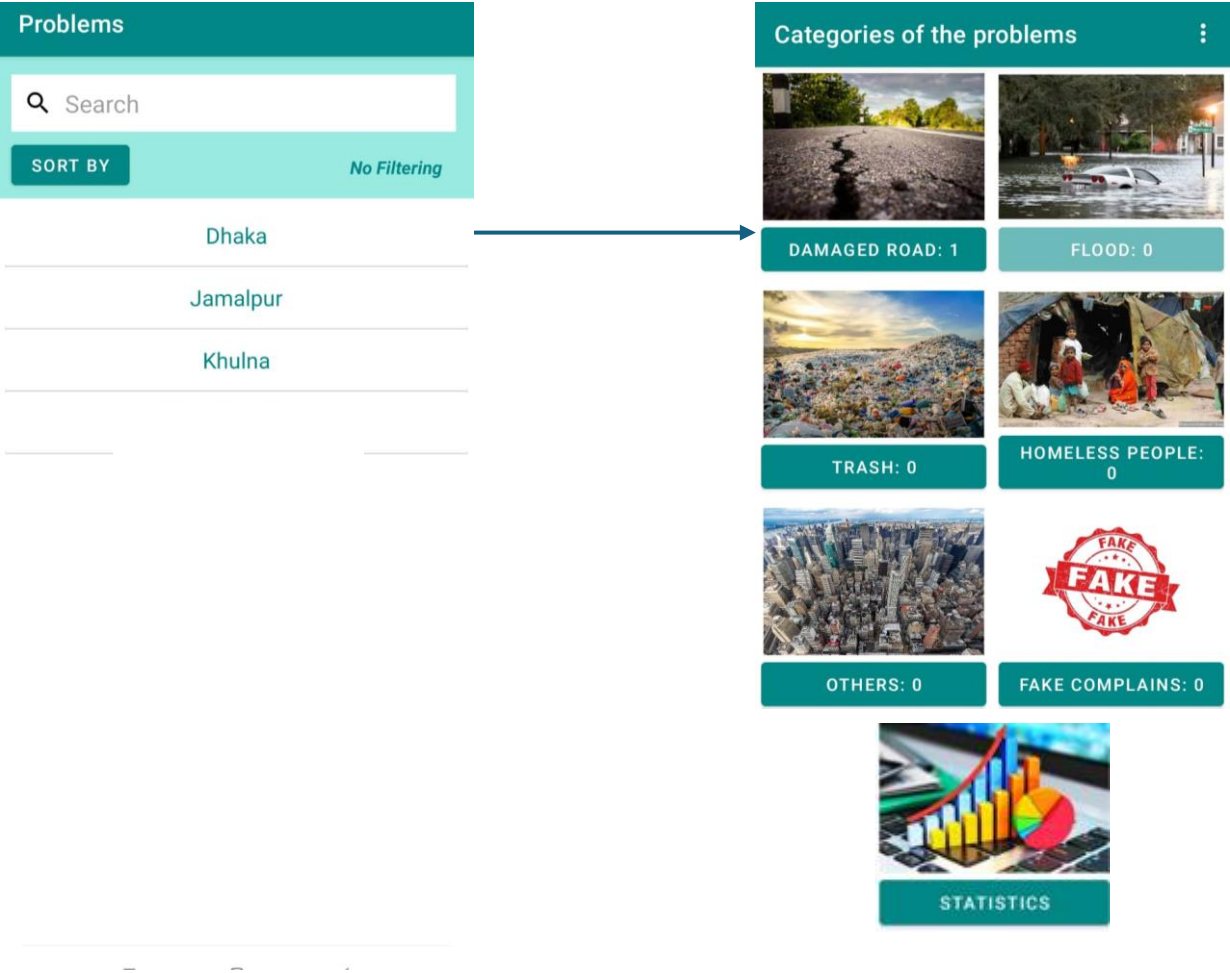 Problems
Search
SORT BY
No Filtering
Dhaka
Jamalpur
Khulna
Categories of the problems
DAMAGED ROAD: 1
FLOOD: 0
TRASH: 0
HOMELESS PEOPLE:
0
FAKE
FAKE
FAKE
OTHERS: 0
FAKE COMPLAINS: 0
STATISTICS